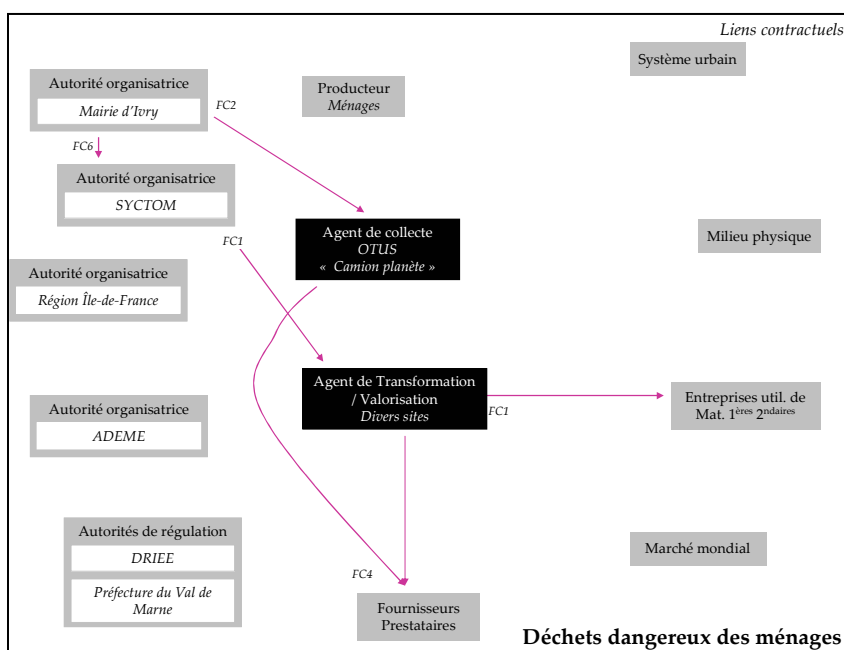 Liens contractuels
Système urbain
Autorité organisatrice
Mairie d'Ivry
FC2
Producteur
Ménages
FC6
Autorité organisatrice
SYCTOM
FC1
Agent de collecte
OTUS
« Camion planète »
Milieu physique
Autorité organisatrice
Région Île-de-France
Agent de Transformation
/ Valorisation
Divers sites
FC1
Entreprises util. de
Mat. 1ères 2ndaires
Autorité organisatrice
ADEME
Autorités de régulation
DRIEE
Préfecture du Val de
Marne
Marché mondial
FC4
Fournisseurs
Prestataires
Déchets dangereux des ménages